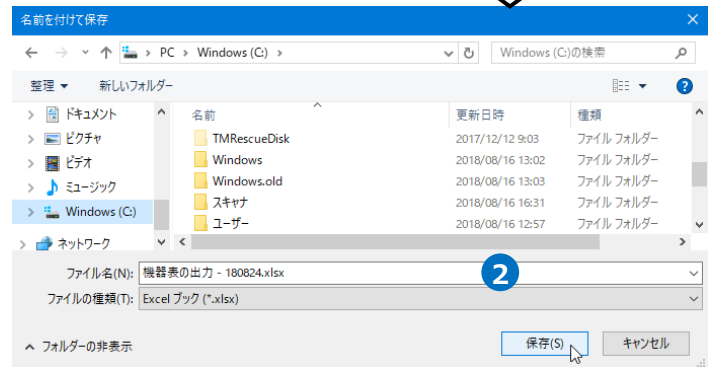 名前を付けて保存
PC > Windows (C:) >
Windows (C:)の検索
整理 新しいフォルダー
名前 更新日時 種類
ドキュメント
ピクチャ
ビデオ
ミュージック
Windows (C:)
ネットワーク
TMRescueDisk 2017/12/12 9:03 ファイル フォルダー
Windows 2018/08/16 13:02 ファイル フォルダー
Windows.old 2018/08/16 13:03 ファイル フォルダー
スキャナ 2018/08/16 16:31 ファイル フォルダー
ユーザー 2018/08/16 12:57 ファイル フォルダー
2
ファイル名(N): 機器表の出力 - 180824.xlsx
ファイルの種類(T): Excel ブック (*.xlsx)
フォルダーの非表示
保存(S) キャンセル